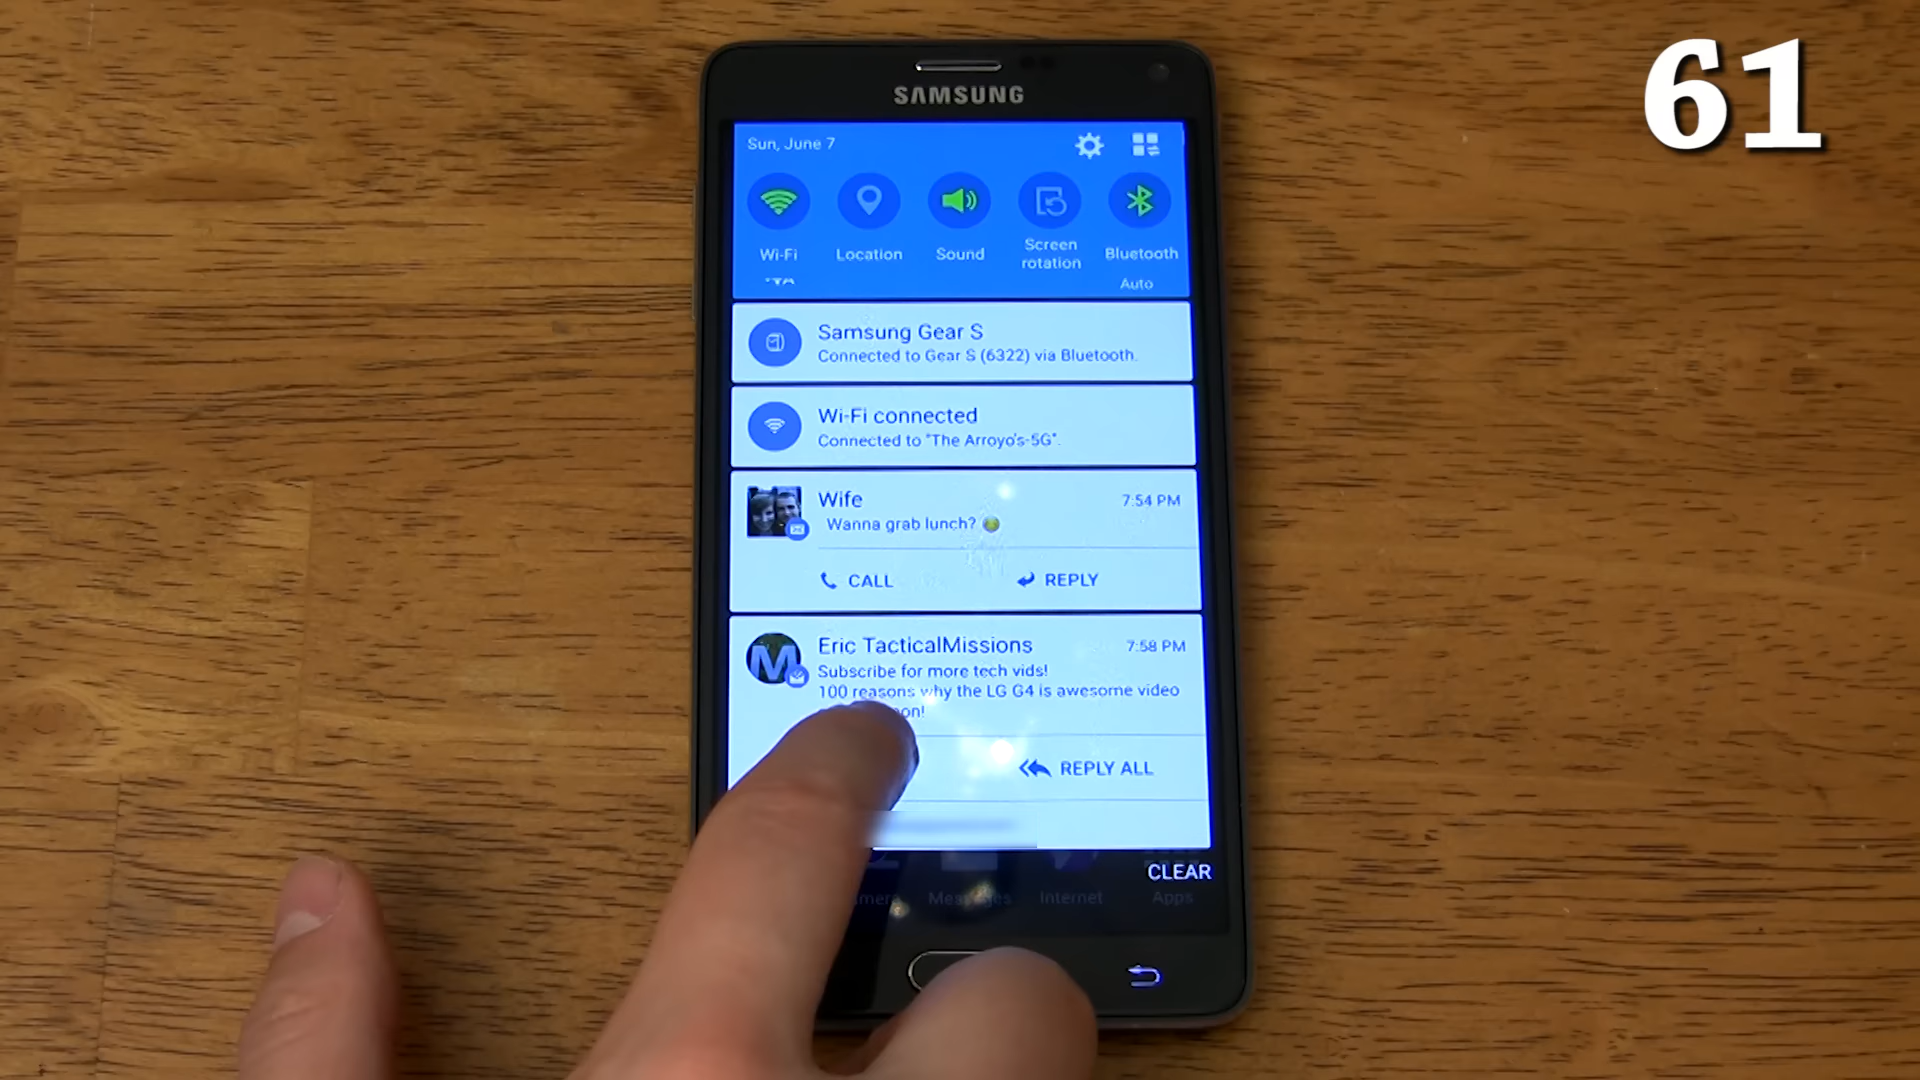 61
SAMSUNG
Sun, June 7
Wi-Fi
Location
Sound
Screen
rotation
Bluetooth
Auto
Samsung Gear S
Connected to Gear S (6322) via Bluetooth.
Wi-Fi connected
Connected to "The Arroyo's-5G".
Wife
7:54 PM
Wanna grab lunch?
CALL
REPLY
Eric TacticalMissions
7:58 PM
Subscribe for more tech vids!
100 reasons why the LG G4 is awesome video
REPLY ALL
CLEAR
Messages
Internet
Apps